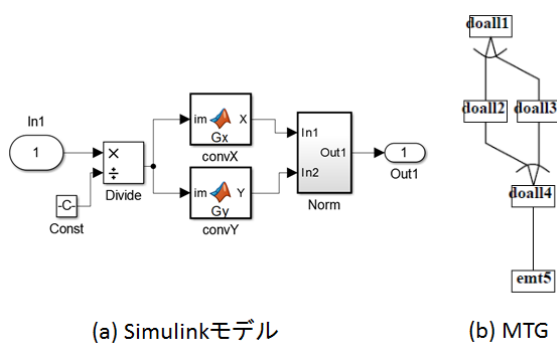 In1
1
×
÷
Divide
-C-
Const
im
X
Gx
convX
im
Y
Gy
convY
In1
In2
Out1
Norm
1
Out1
doall1
doall2
doall3
doall4
emt5
(a) Simulinkモデル
(b) MTG